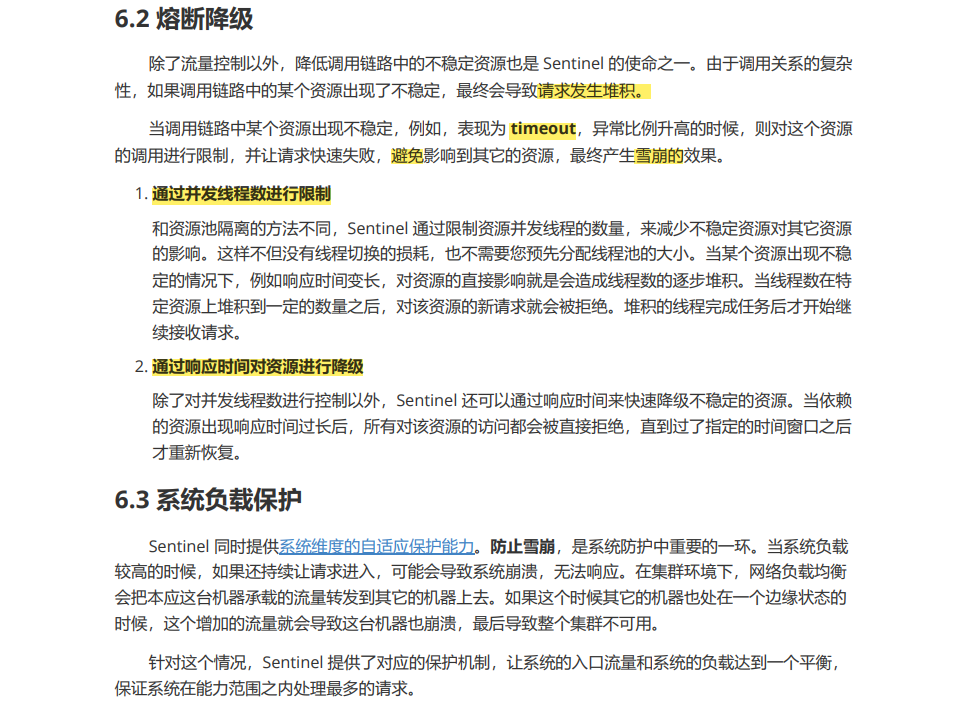 6.2 熔断降级
除了流量控制以外，降低调用链路中的不稳定资源也是 Sentinel 的使命之一。由于调用关系的复杂
性，如果调用链路中的某个资源出现了不稳定，最终会导致请求发生堆积。
当调用链路中某个资源出现不稳定，例如，表现为 timeout，异常比例升高的时候，则对这个资源
的调用进行限制，并让请求快速失败，避免影响到其它的资源，最终产生雪崩的效果。
1. 通过并发线程数进行限制
和资源池隔离的方法不同，Sentinel 通过限制资源并发线程的数量，来减少不稳定资源对其它资源
的影响。这样不但没有线程切换的损耗，也不需要您预先分配线程池的大小。当某个资源出现不稳
定的情况下，例如响应时间变长，对资源的直接影响就是会造成线程数的逐步堆积。当线程数在特
定资源上堆积到一定的数量之后，对该资源的新请求就会被拒绝。堆积的线程完成任务后才开始继
续接收请求。
2. 通过响应时间对资源进行降级
除了对并发线程数进行控制以外，Sentinel 还可以通过响应时间来快速降级不稳定的资源。当依赖
的资源出现响应时间过长后，所有对该资源的访问都会被直接拒绝，直到过了指定的时间窗口之后
才重新恢复。
6.3 系统负载保护
Sentinel 同时提供系统维度的自适应保护能力。防止雪崩，是系统防护中重要的一环。当系统负载
较高的时候，如果还持续让请求进入，可能会导致系统崩溃，无法响应。在集群环境下，网络负载均衡
会把本应这台机器承载的流量转发到其它的机器上去。如果这个时候其它的机器也处在一个边缘状态的
时候，这个增加的流量就会导致这台机器也崩溃，最后导致整个集群不可用。
针对这个情况，Sentinel 提供了对应的保护机制，让系统的入口流量和系统的负载达到一个平衡，
保证系统在能力范围之内处理最多的请求。